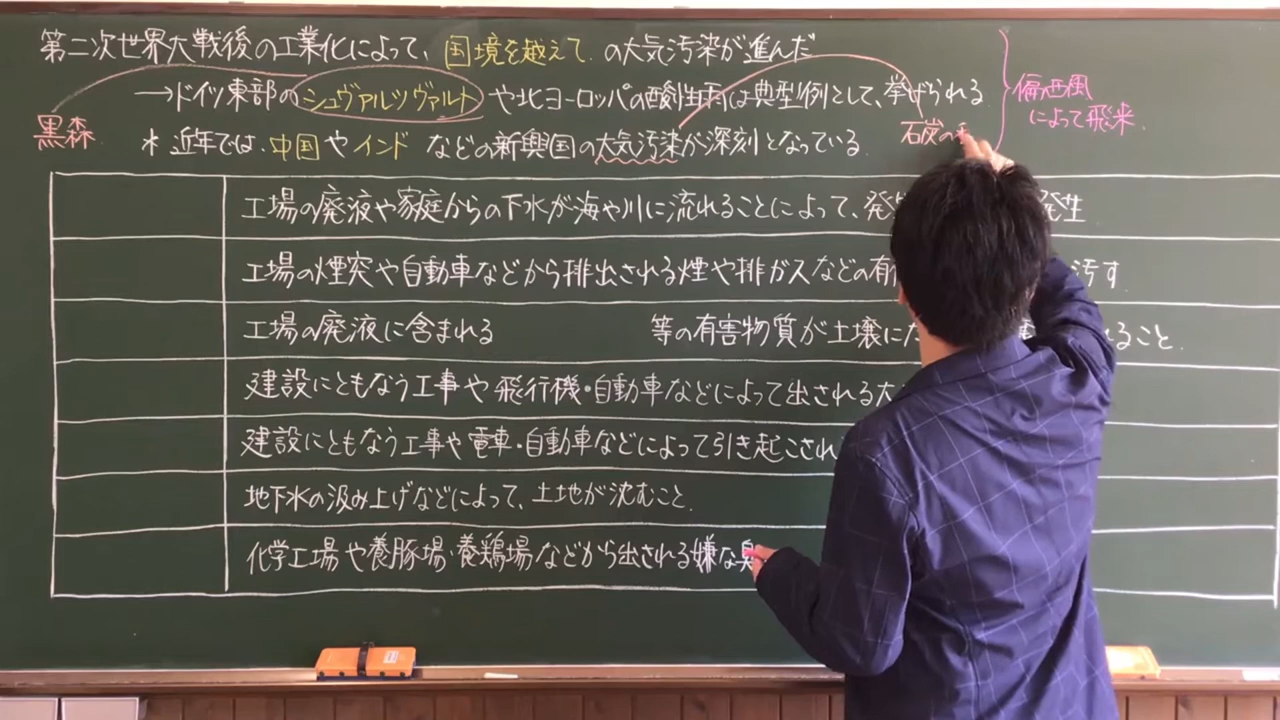 第二次世界大戦後の工業化によって、国境を越えて の大気汚染が進んだ
→ドイツ東部のシュヴァルツヴァルトや北ヨーロッパの酸性雨は典型例として、挙げられる
偏西風
によって飛来
黒森
* 近年では、中国やインドなどの新興国の大気汚染が深刻となっている
石炭の
工場の廃液や家庭からの下水が海や川に流れることによって、発 発生
工場の煙突や自動車などから排出される煙や排ガスなどの有 汚す.
工場の廃液に含まれる 等の有害物質が土壌に れること.
建設にともなう工事や飛行機・自動車などによって出される大
建設にともなう工事や電車・自動車などによって引き起こされ
地下水の汲み上げなどによって、土地が沈むこと.
化学工場や養豚場・養鶏場などから出される嫌な臭